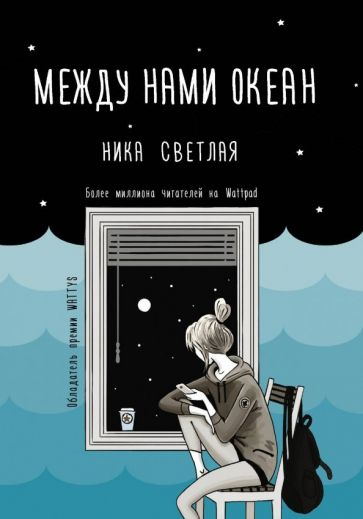 МЕЖДУ НАМИ ОКЕАН
НИКА СВЕТЛАЯ
Более миллиона читателей на Wattpad
Обладатель премии WATTYS